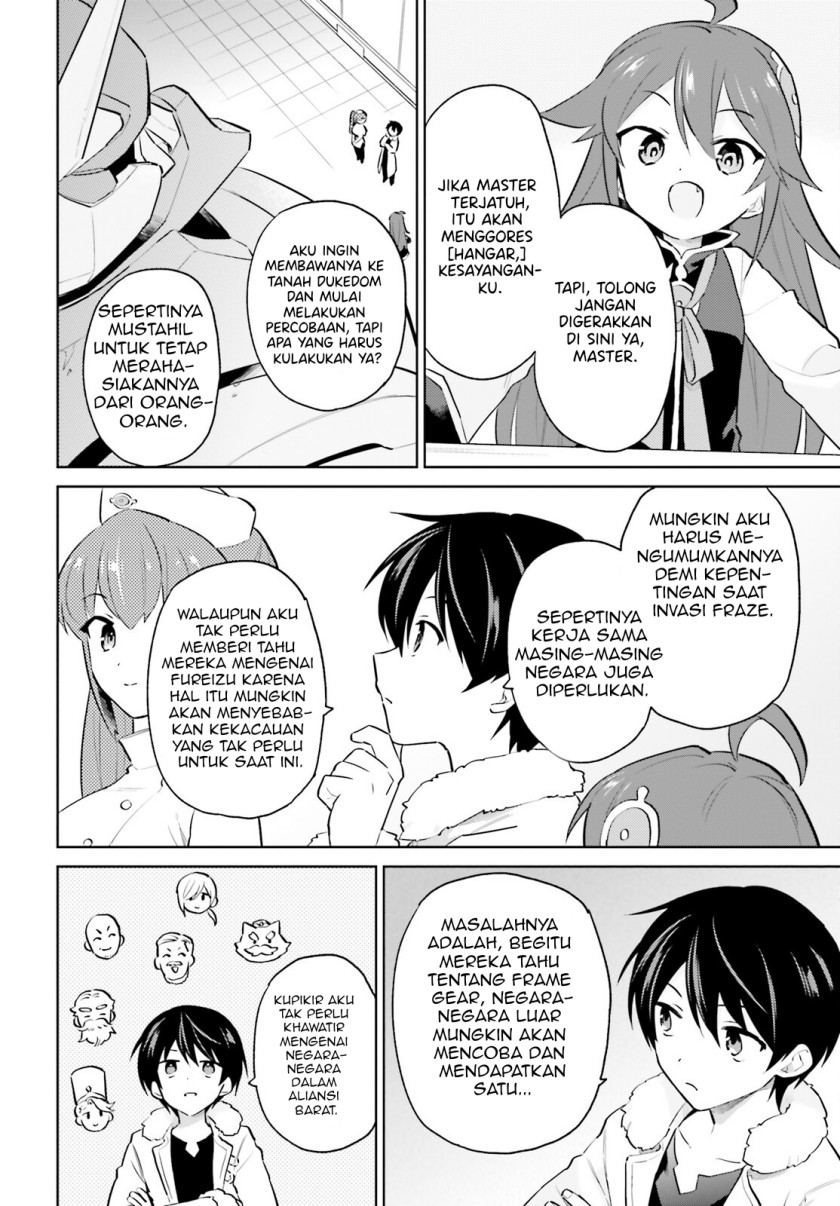 TAPI, TOLONG
JANGAN
DIGERAKKAN
DI SINI YA,
MASTER.
JIKA MASTER
TERJATUH,
ITU AKAN
MENGGORES
[HANGAR,]
KESAYANGAN-
KU.
AKU INGIN
MEMBAWANYA KE
TANAH DUKEDOM
DAN MULAI
MELAKUKAN
PERCOBAAN, TAPI
APA YANG HARUS
KULAKUKAN YA?
SEPERTINYA
MUSTAHIL
UNTUK TETAP
MERAHA-
SIAKANNYA
DARI ORANG-
ORANG.
MUNGKIN AKU
HARUS ME-
NGUMUMKANNYA
DEMI KEPEN-
TINGAN SAAT
INVASI FRAZE.
SEPERTINYA
KERJA SAMA
MASING-MASING
NEGARA JUGA
DIPERLUKAN.
WALAUPUN AKU
TAK PERLU
MEMBERI TAHU
MEREKA MENGENAI
FUREIZU KARENA
HAL ITU MUNGKIN
AKAN MENYEBAB-
KAN KEKACAUAN
YANG TAK PERLU
UNTUK SAAT INI.
MASALAHNYA
ADALAH, BEGITU
MEREKA TAHU
TENTANG FRAME
GEAR, NEGARA-
NEGARA LUAR
MUNGKIN AKAN
MENCOBA DAN
MENDAPATKAN
SATU...
KUPIKIR AKU
TAK PERLU
KHAWATIR
MENGENAI
NEGARA-
NEGARA
DALAM
ALIANSI
BARAT.